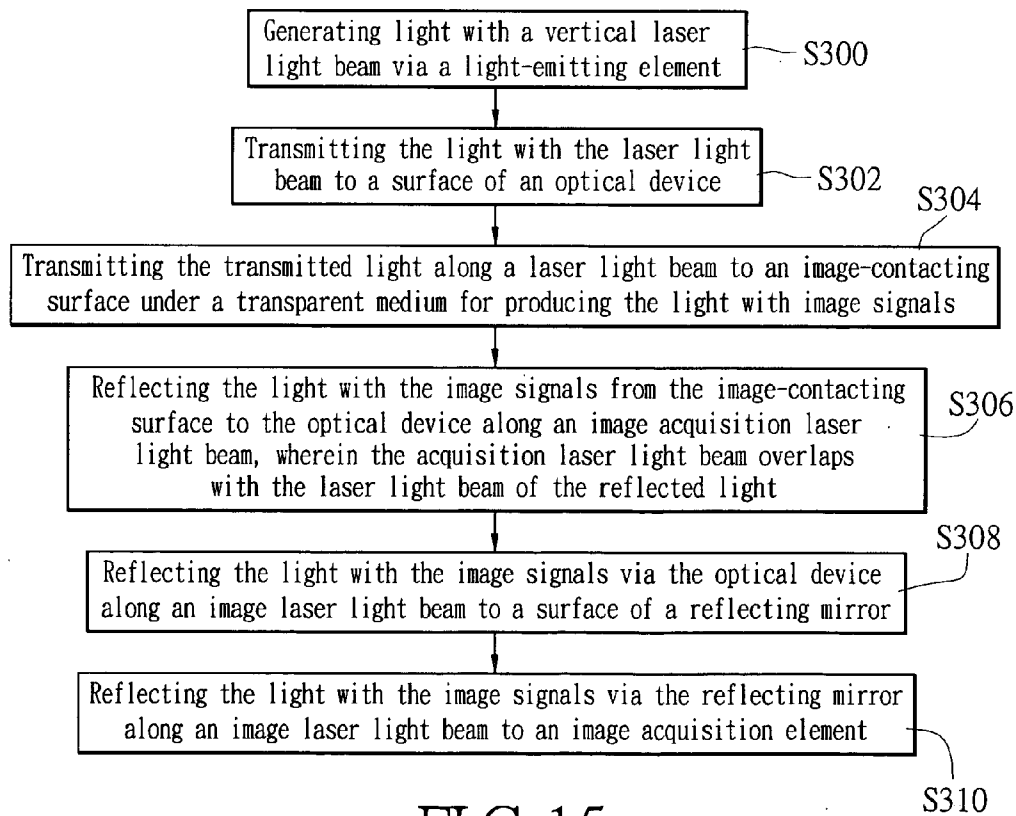 Generating light with a vertical laser
light beam via a light-emitting element
S300
Transmitting the light with the laser light
beam to a surface of an optical device
S302
S304
Transmitting the transmitted light along a laser light beam to an image-contacting
surface under a transparent medium for producing the light with image signals
Reflecting the light with the image signals from the image-contacting
surface to the optical device along an image acquisition laser
light beam, wherein the acquisition laser light beam overlaps
with the laser light beam of the reflected light
S306
S308
Reflecting the light with the image signals via the optical device
along an image laser light beam to a surface of a reflecting mirror
Reflecting the light with the image signals via the reflecting mirror
along an image laser light beam to an image acquisition element
S310
FIG. 15